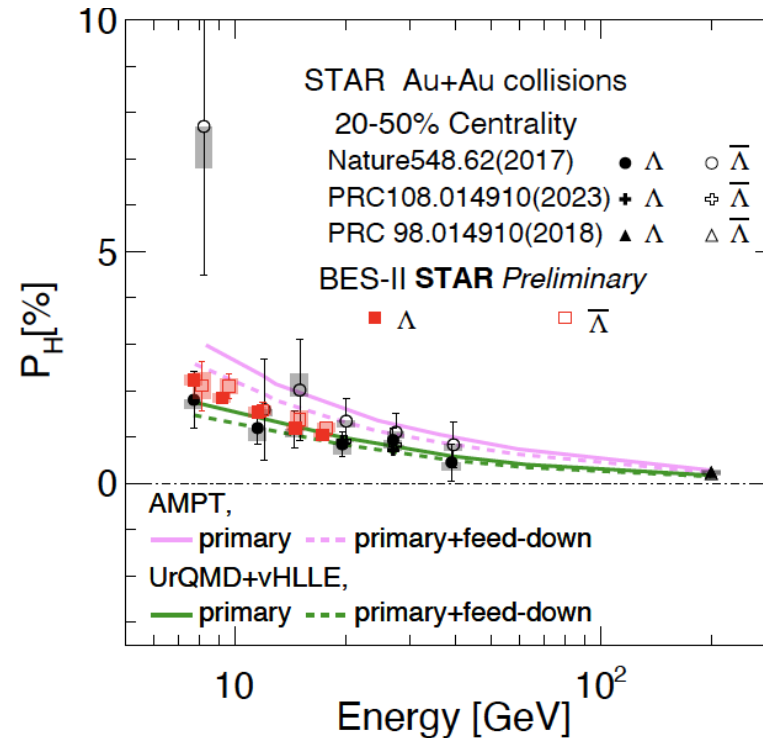 10
STAR Au+Au collisions
20-50% Centrality
Nature548.62(2017) Λ Λ̅
PRC108.014910(2023) Λ Λ̅
5
PRC 98.014910(2018) Λ Λ̅
BES-II STAR Preliminary
Λ Λ̅
P_H[%]
0
AMPT,
primary primary+feed-down
UrQMD+vHLLE,
primary primary+feed-down
10 10²
Energy [GeV]